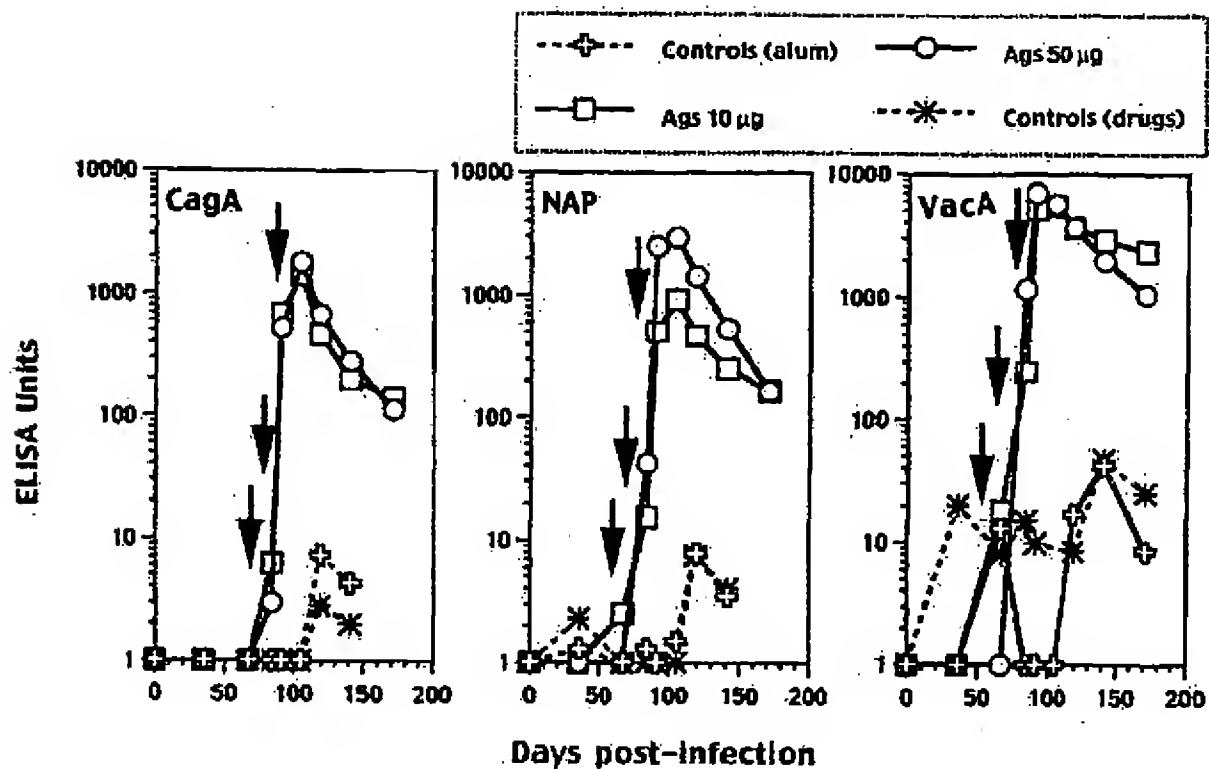 Controls (alum) Ags 50 µg
Ags 10 µg Controls (drugs)
10000 10000 10000
CagA NAP VacA
1000 1000 1000
100 100 100
10 10 10
1 1 1
0 50 100 150 200 0 50 100 150 200 0 50 100 150 200
ELISA Units
Days post-infection